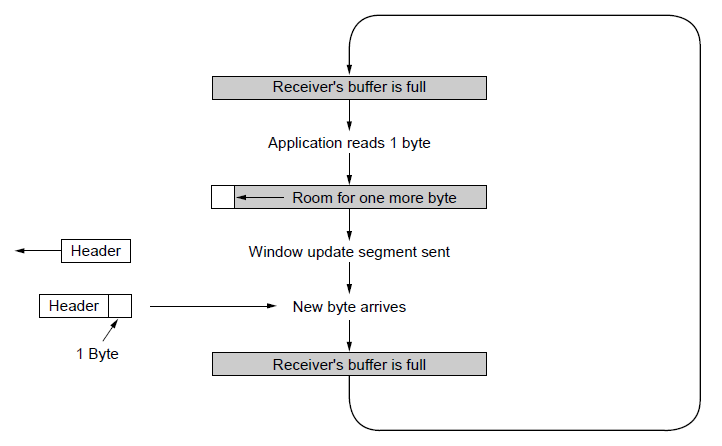 Receiver's buffer is full
Application reads 1 byte
Room for one more byte
Window update segment sent
Header
Header
New byte arrives
1 Byte
Receiver's buffer is full